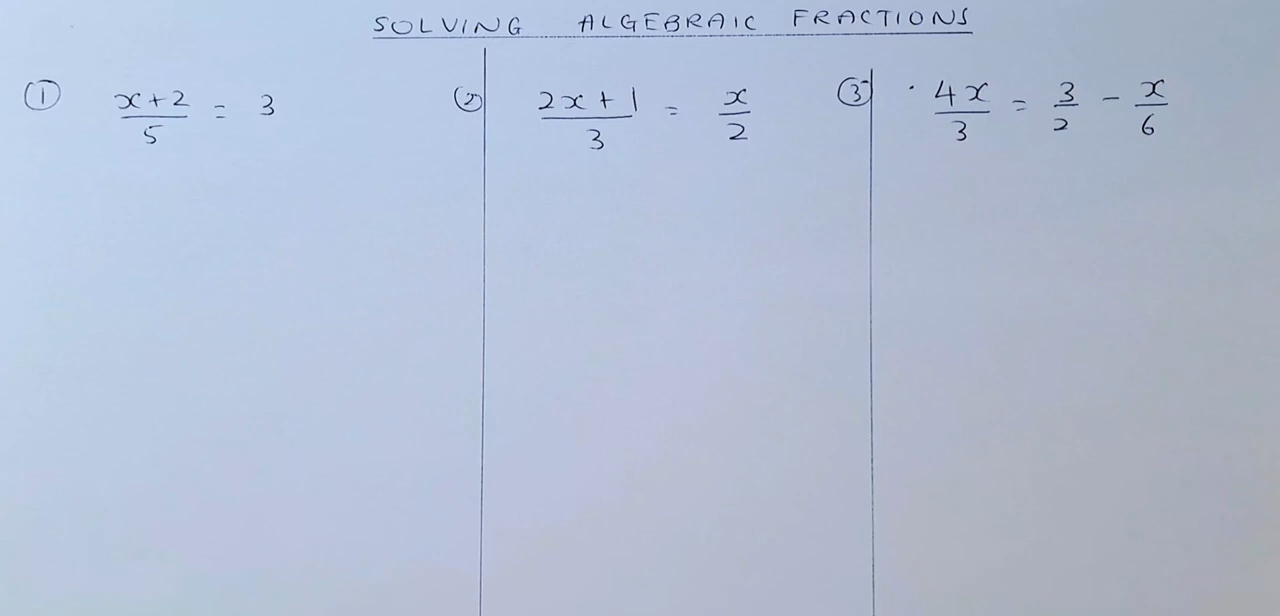 SOLVING ALGEBRAIC FRACTIONS
① (x+2)/5 = 3
② (2x+1)/3 = x/2
③ 4x/3 = 3/2 - x/6